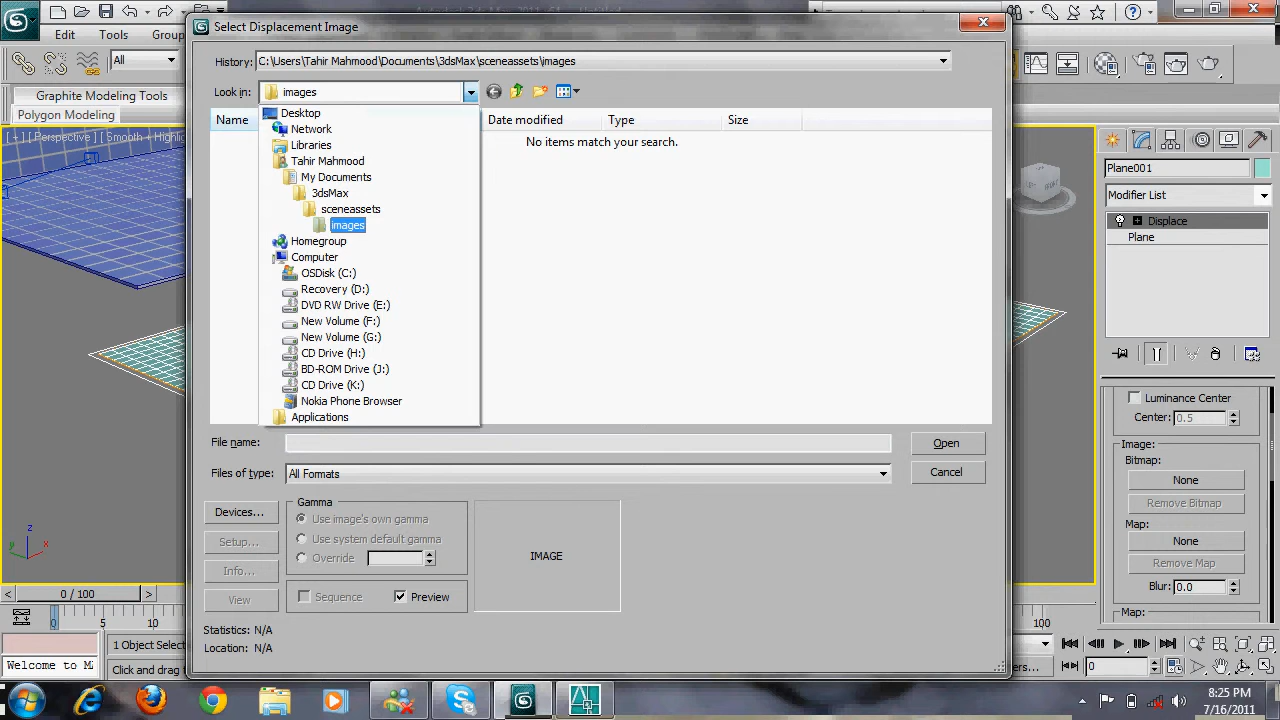 Select Displacement Image
Edit Tools Group
All
Graphite Modeling Tools
Polygon Modeling
[ + ] [ Perspective ] [ Smooth + Highli
History: C:\Users\Tahir Mahmood\Documents\3dsMax\sceneassets\images
Look in: images
Name Date modified Type Size
No items match your search.
Desktop
Network
Libraries
Tahir Mahmood
My Documents
3dsMax
sceneassets
images
Homegroup
Computer
OSDisk (C:)
Recovery (D:)
DVD RW Drive (E:)
New Volume (F:)
New Volume (G:)
CD Drive (H:)
BD-ROM Drive (J:)
CD Drive (K:)
Nokia Phone Browser
Applications
File name: Open
Files of type: All Formats Cancel
Devices...
Setup...
Info...
View
Gamma
Use image's own gamma
Use system default gamma
Override
Sequence Preview
IMAGE
Statistics: N/A
Location: N/A
Plane001
Modifier List
Displace
Plane
Luminance Center
Center: 0.5
Image:
Bitmap:
None
Remove Bitmap
Map:
None
Remove Map
Blur: 0.0
Map:
z
y x
< 0 / 100 >
0 5 10 100
1 Object Select
Welcome to MA
Click and drag
ers...
0
8:25 PM
7/16/2011